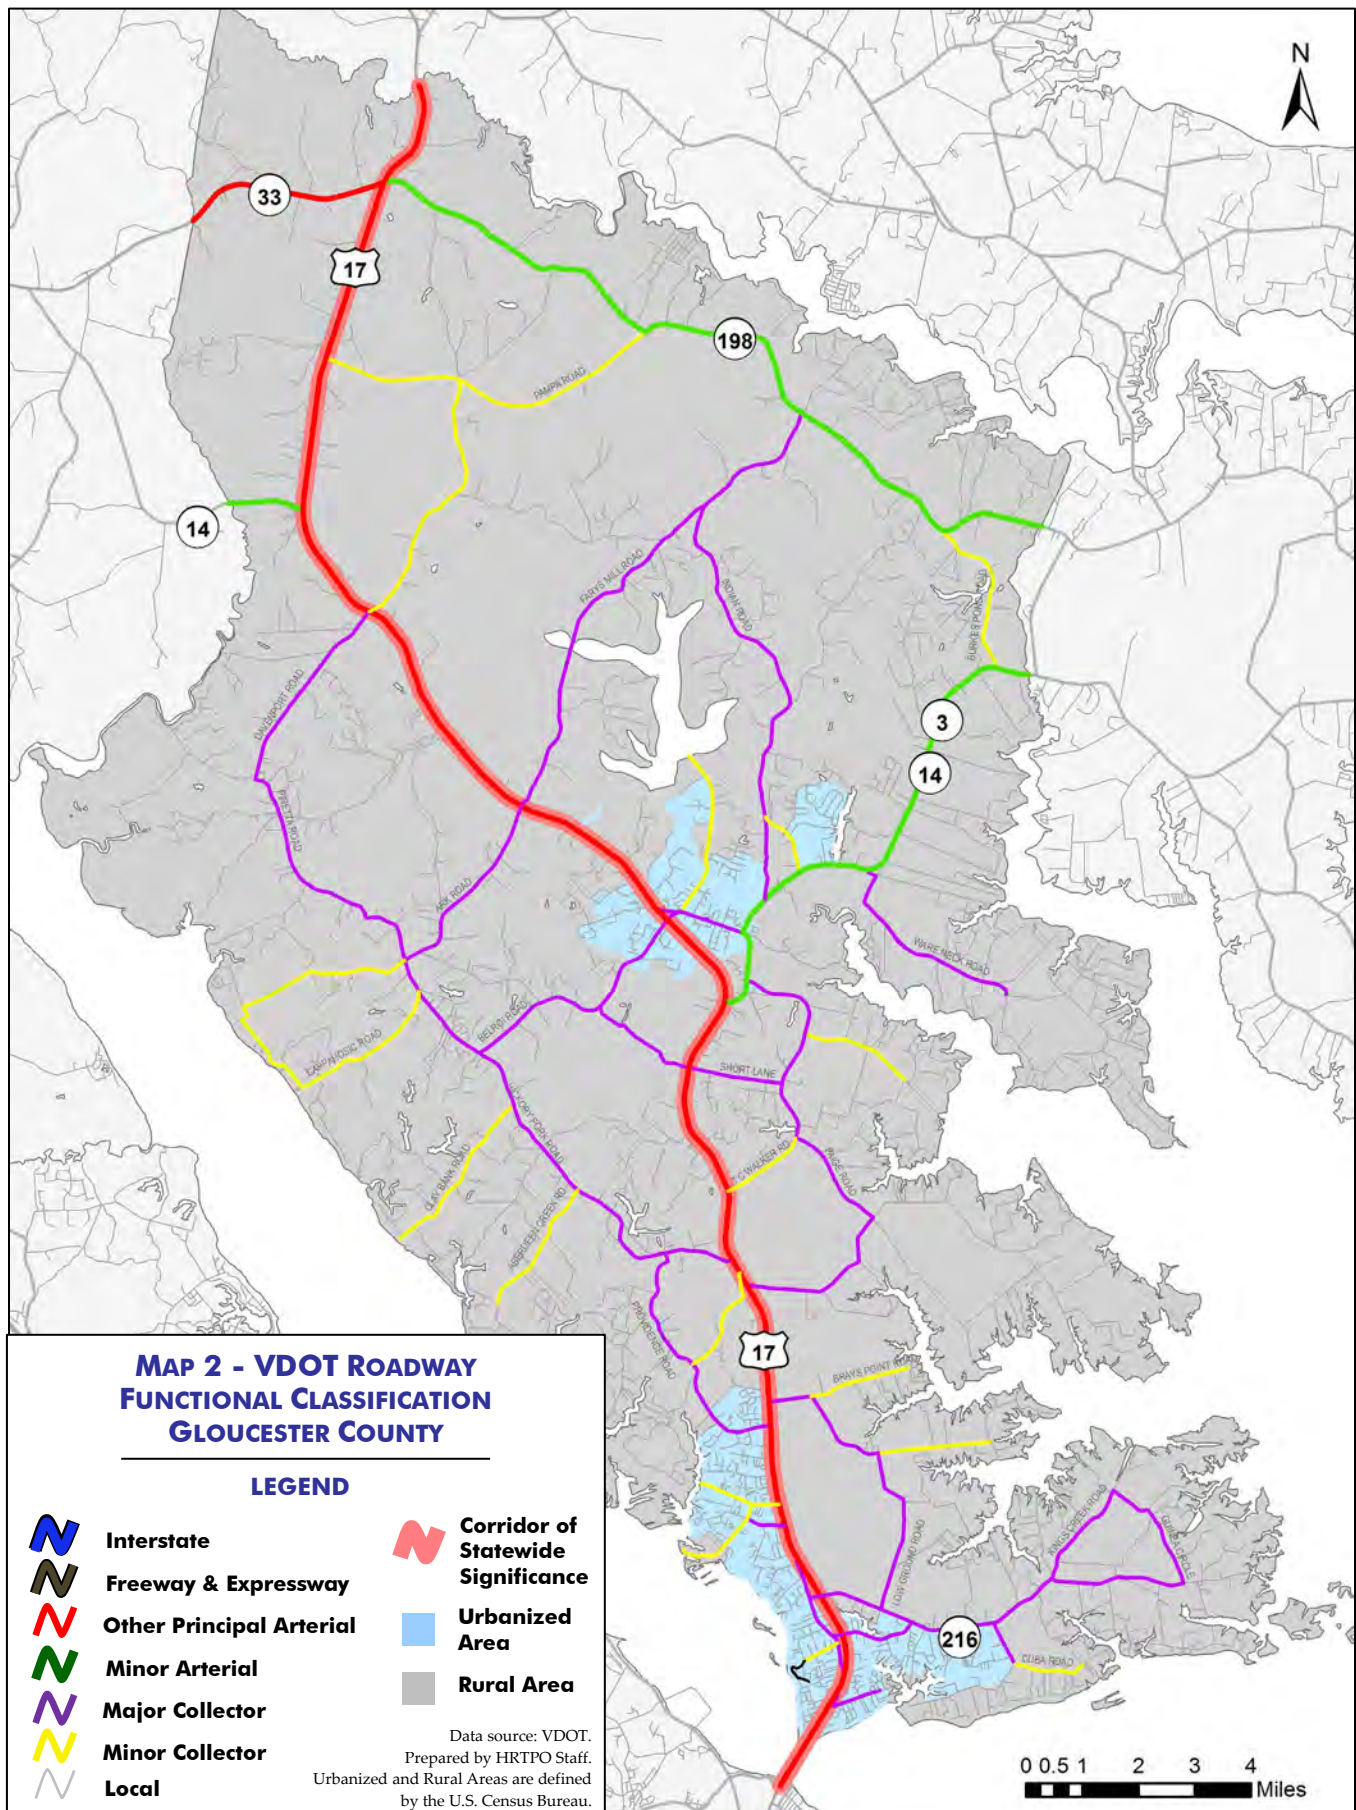 N
33
17
198
PAMPA ROAD
14
FARYS MILL ROAD
INDIAN ROAD
BURKES POND ROAD
DAVENPORT ROAD
3
14
PINETTA ROAD
ARK ROAD
WARE NECK ROAD
BELROI ROAD
CAPPAHOSIC ROAD
SHORT LANE
HICKORY FORK ROAD
CLAY BANK ROAD
T C WALKER RD
PAIGE ROAD
ABERDEEN GREEN RD
PROVIDENCE ROAD
17
BRAYS POINT ROAD
KINGS CREEK ROAD
GUINEA CIRCLE
LOW GROUND ROAD
216
CUBA ROAD
MAP 2 - VDOT ROADWAY
FUNCTIONAL CLASSIFICATION
GLOUCESTER COUNTY
LEGEND
Interstate
Freeway & Expressway
Other Principal Arterial
Minor Arterial
Major Collector
Minor Collector
Local
Corridor of
Statewide
Significance
Urbanized
Area
Rural Area
Data source: VDOT.
Prepared by HRTPO Staff.
Urbanized and Rural Areas are defined
by the U.S. Census Bureau.
0 0.5 1 2 3 4
Miles